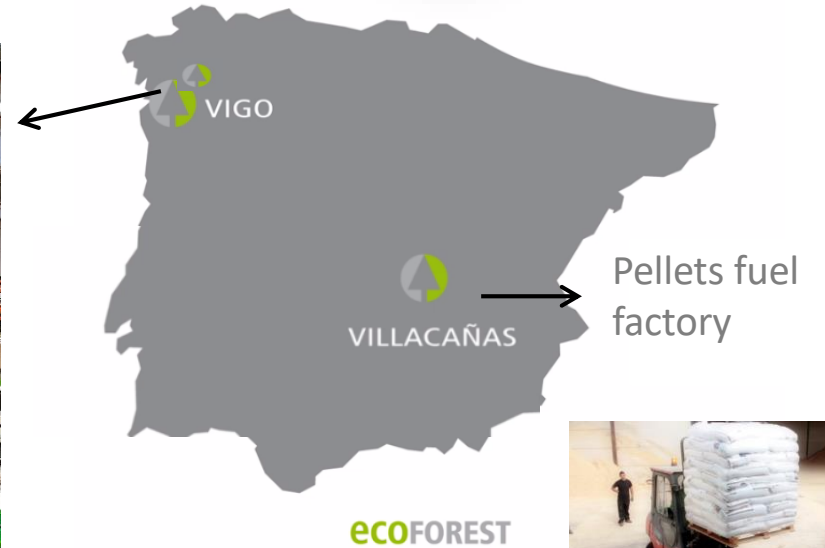 VIGO
Pellets fuel
factory
VILLACAÑAS
ecoFOREST